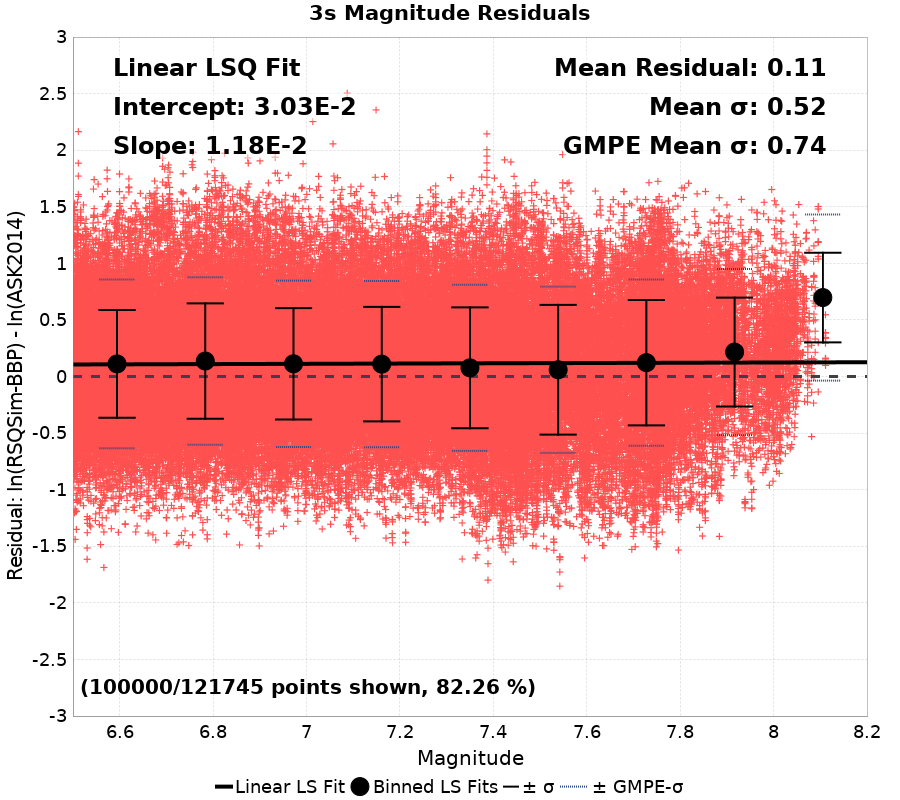 3s Magnitude Residuals
Linear LSQ Fit
Intercept: 3.03E-2
Slope: 1.18E-2
Mean Residual: 0.11
Mean σ: 0.52
GMPE Mean σ: 0.74
Residual: ln(RSQSim-BBP) - ln(ASK2014)
3
2.5
2
1.5
1
0.5
0
-0.5
-1
-1.5
-2
-2.5
-3
(100000/121745 points shown, 82.26 %)
6.6 6.8 7 7.2 7.4 7.6 7.8 8 8.2
Magnitude
Linear LS Fit Binned LS Fits ± σ ± GMPE-σ